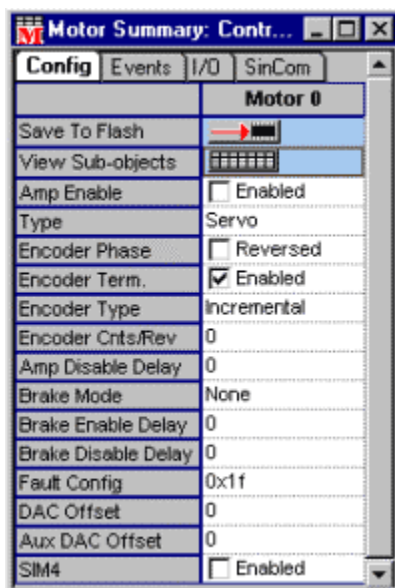 Motor Summary: Contr...
Config Events I/O SinCom
Motor 0
Save To Flash
View Sub-objects
Amp Enable Enabled
Type Servo
Encoder Phase Reversed
Encoder Term. Enabled
Encoder Type Incremental
Encoder Cnts/Rev 0
Amp Disable Delay 0
Brake Mode None
Brake Enable Delay 0
Brake Disable Delay 0
Fault Config 0x1f
DAC Offset 0
Aux DAC Offset 0
SIM4 Enabled